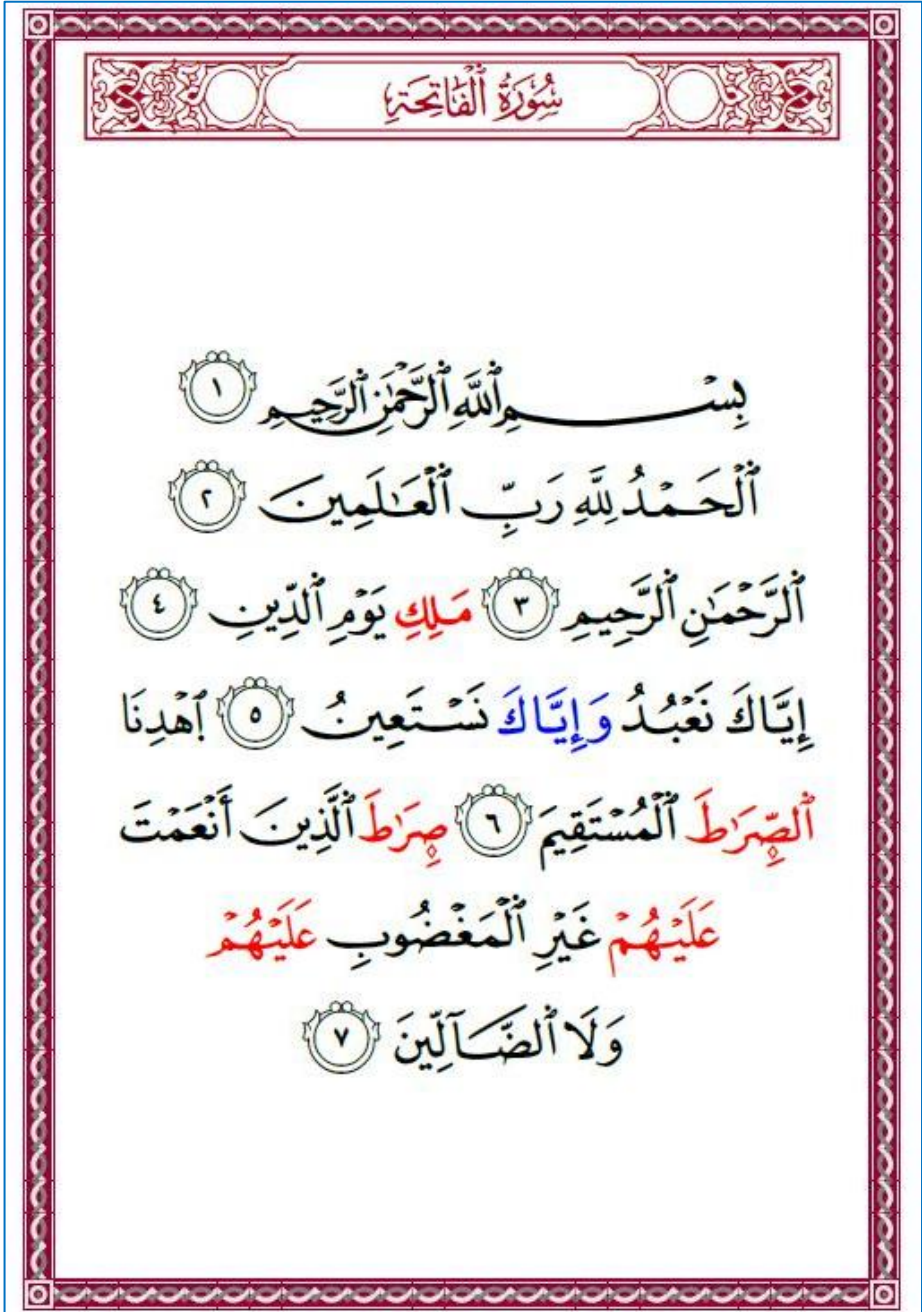 سُورَةُ ٱلْفَاتِحَةِ
بِسْمِ ٱللَّهِ ٱلرَّحْمَٰنِ ٱلرَّحِيمِ ١
ٱلْحَمْدُ لِلَّهِ رَبِّ ٱلْعَٰلَمِينَ ٢
ٱلرَّحْمَٰنِ ٱلرَّحِيمِ ٣ مَلِكِ يَوْمِ ٱلدِّينِ ٤
إِيَّاكَ نَعْبُدُ وَإِيَّاكَ نَسْتَعِينُ ٥ ٱهْدِنَا
ٱلصِّرَٰطَ ٱلْمُسْتَقِيمَ ٦ صِرَٰطَ ٱلَّذِينَ أَنْعَمْتَ
عَلَيْهُمْ غَيْرِ ٱلْمَغْضُوبِ عَلَيْهُمْ
وَلَا ٱلضَّآلِّينَ ٧